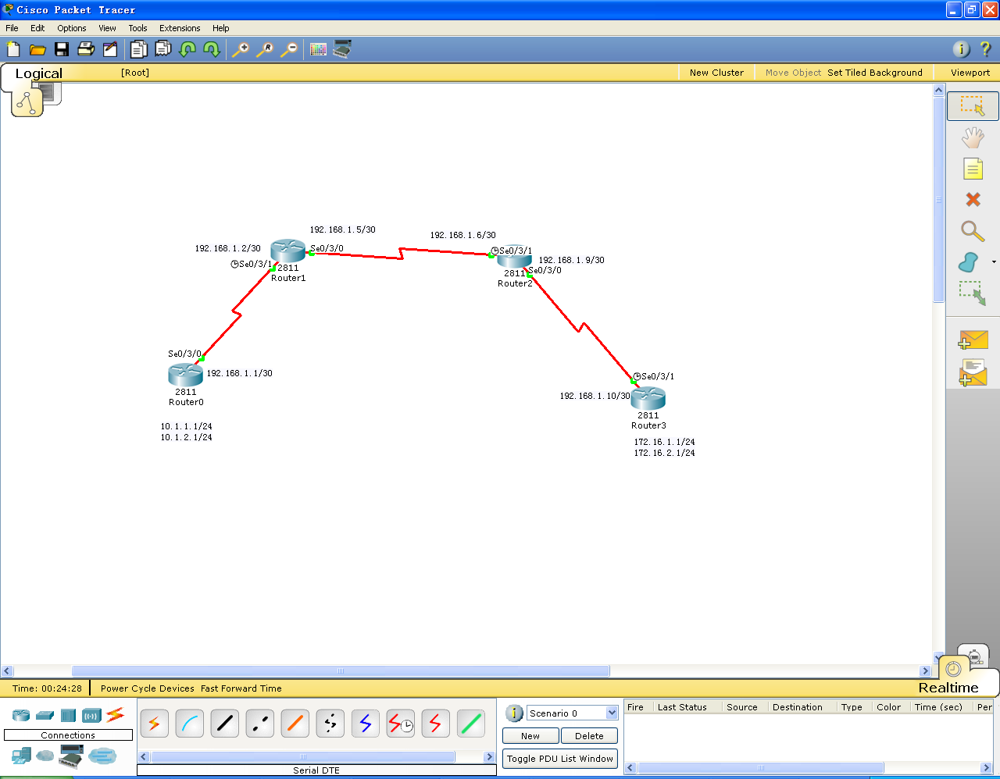 Cisco Packet Tracer
File Edit Options View Tools Extensions Help
Logical [Root] New Cluster Move Object Set Tiled Background Viewport
192.168.1.5/30
192.168.1.6/30
192.168.1.2/30
Se0/3/0
Se0/3/1
192.168.1.9/30
Se0/3/1
2811
Router1
2811
Se0/3/0
Router2
Se0/3/0
192.168.1.1/30
2811
Router0
Se0/3/1
192.168.1.10/30
2811
Router3
10.1.1.1/24
10.1.2.1/24
172.16.1.1/24
172.16.2.1/24
Time: 00:24:28 Power Cycle Devices Fast Forward Time Realtime
Connections
Serial DTE
Scenario 0
New Delete
Toggle PDU List Window
Fire Last Status Source Destination Type Color Time (sec) Per